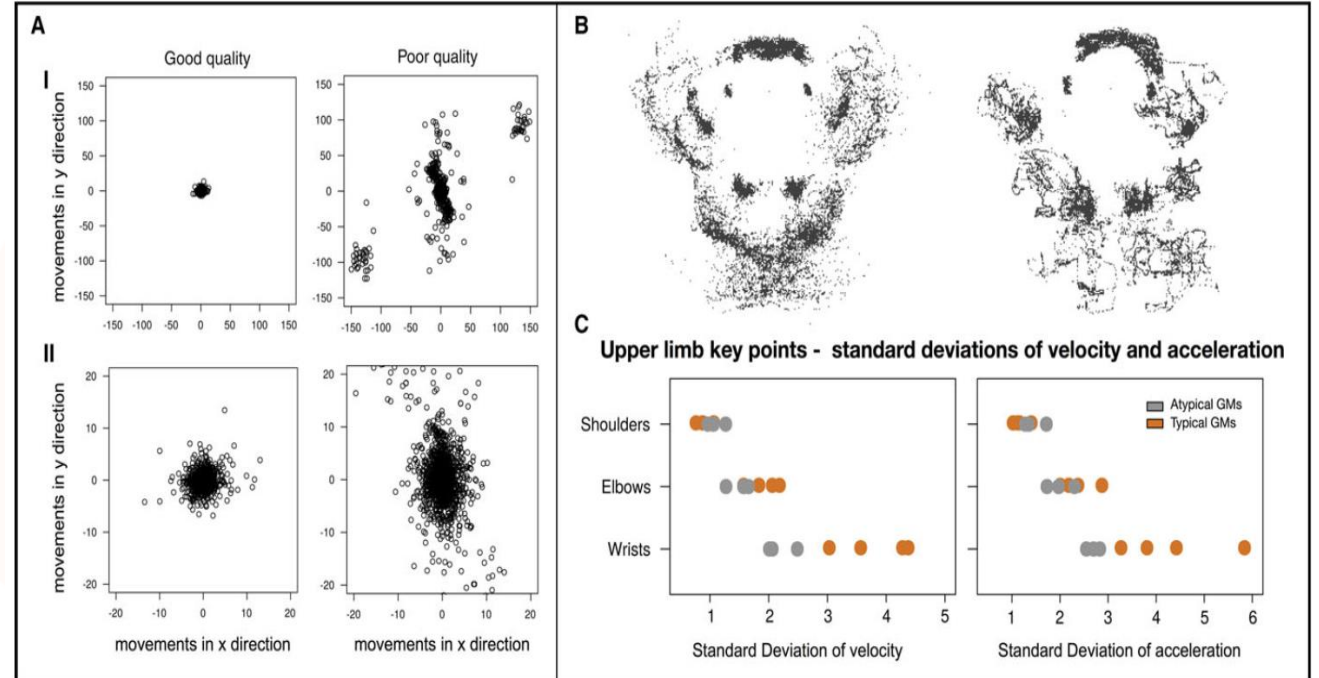 A
Good quality
Poor quality
I
movements in y direction
150
100
50
0
-50
-100
-150
-150 -100 -50 0 50 100 150
150
100
50
0
-50
-100
-150
-150 -100 -50 0 50 100 150
II
movements in y direction
20
10
0
-10
-20
-20 -10 0 10 20
movements in x direction
20
10
0
-10
-20
-20 -10 0 10 20
movements in x direction
B
C
Upper limb key points - standard deviations of velocity and acceleration
Shoulders
Elbows
Wrists
1 2 3 4 5
Standard Deviation of velocity
Atypical GMs
Typical GMs
1 2 3 4 5 6
Standard Deviation of acceleration